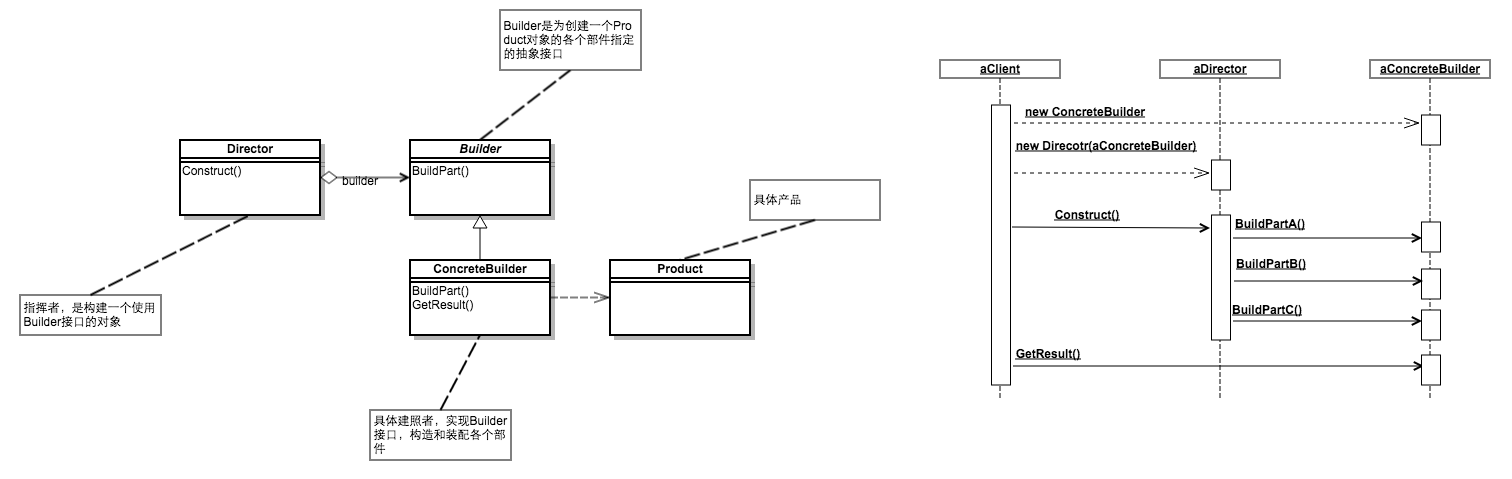 Builder是为创建一个Pro
duct对象的各个部件指定
的抽象接口
Director
Construct()
builder
Builder
BuildPart()
具体产品
ConcreteBuilder
BuildPart()
GetResult()
Product
指挥者，是构建一个使用
Builder接口的对象
具体建照者，实现Builder
接口，构造和装配各个部
件
aClient
aDirector
aConcreteBuilder
new ConcreteBuilder
new Direcotr(aConcreteBuilder)
Construct()
BuildPartA()
BuildPartB()
BuildPartC()
GetResult()